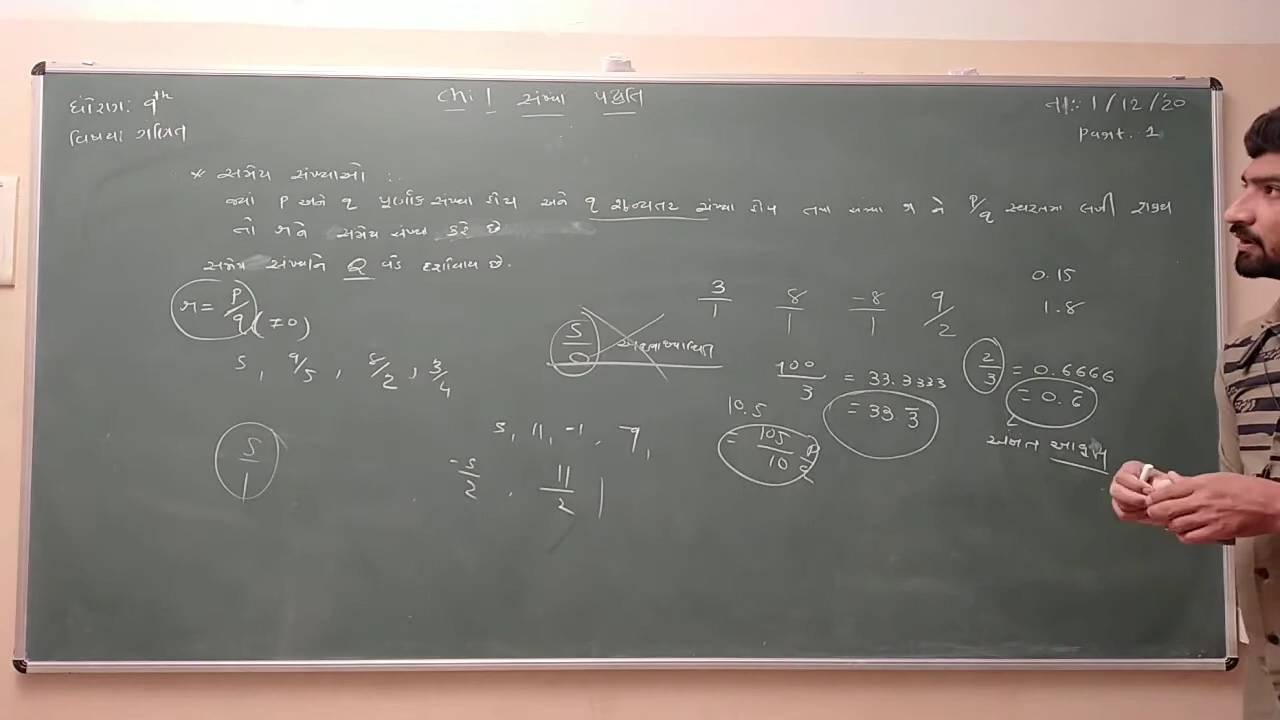 ધોરણ: 9th
Ch: 1 સંખ્યા પદ્ધતિ
તા: 1/12/20
વિષય: ગણિત
Part. 1
* સંમેય સંખ્યાઓ :
જ્યાં P અને q પૂર્ણાંક સંખ્યા હોય અને q શૂન્યેતર સંખ્યા હોય તથા સંખ્યા r ને P/q સ્વરૂપમાં લખી શકાય
તો r ને સંમેય સંખ્યા કહે છે
સંમેય સંખ્યાને Q વડે દર્શાવાય છે.
r = P/q (≠0)
5, 9/5, 8/2, 3/4
5/1
5/0
3/1 8/1 -8/1 9/2
0.15
1.8
100/3 = 33.3333
= 33.3̅
2/3 = 0.6666
= 0.6̅
અનંત આવૃત્ત
10.5
= 105/10 P/q
5, 11, -1, -9,
-5/2, 11/2